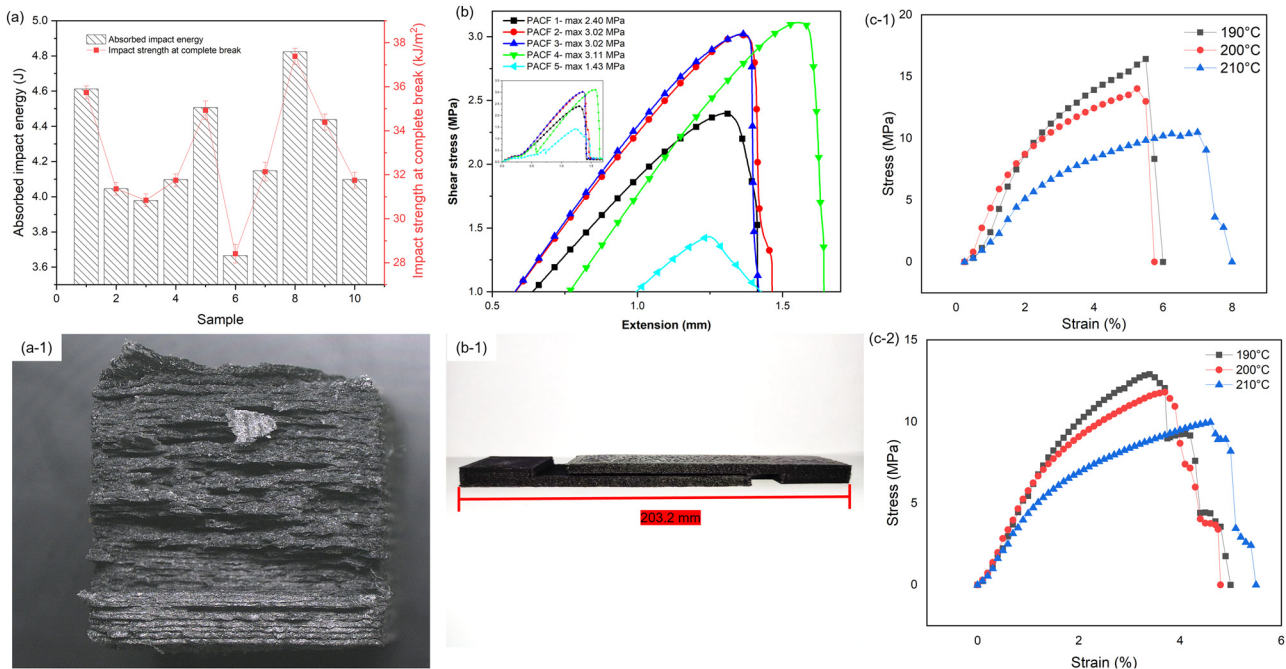 (a)
Absorbed impact energy
Impact strength at complete break
Absorbed impact energy (J)
5.0
4.8
4.6
4.4
4.2
4.0
3.8
3.6
0 2 4 6 8 10
Sample
38
36
34
32
30
28
Impact strength at complete break (kJ/m²)
(b)
PACF 1- max 2.40 MPa
PACF 2- max 3.02 MPa
PACF 3- max 3.02 MPa
PACF 4- max 3.11 MPa
PACF 5- max 1.43 MPa
Shear stress (MPa)
3.0
2.5
2.0
1.5
1.0
0.5 1.0 1.5
Extension (mm)
(c-1)
190°C
200°C
210°C
Stress (MPa)
20
15
10
5
0
0 2 4 6 8
Strain (%)
(a-1)
(b-1)
203.2 mm
(c-2)
190°C
200°C
210°C
Stress (MPa)
15
10
5
0
0 2 4 6
Strain (%)